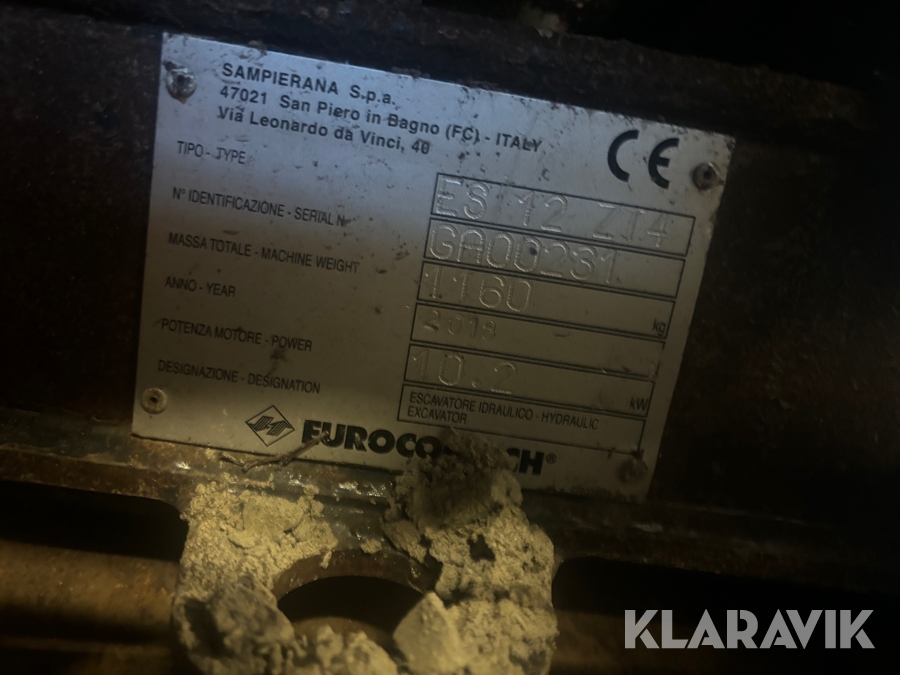 SAMPIERANA S.p.a.
47021 San Piero in Bagno (FC) - ITALY
Via Leonardo da Vinci, 40
CE
TIPO - TYPE
ES 12 ZT4
N° IDENTIFICAZIONE - SERIAL N.
GA00231
MASSA TOTALE - MACHINE WEIGHT
1160 kg
ANNO - YEAR
2018
POTENZA MOTORE - POWER
10.2 kW
DESIGNAZIONE - DESIGNATION
ESCAVATORE IDRAULICO - HYDRAULIC
EXCAVATOR
KLARAVIK